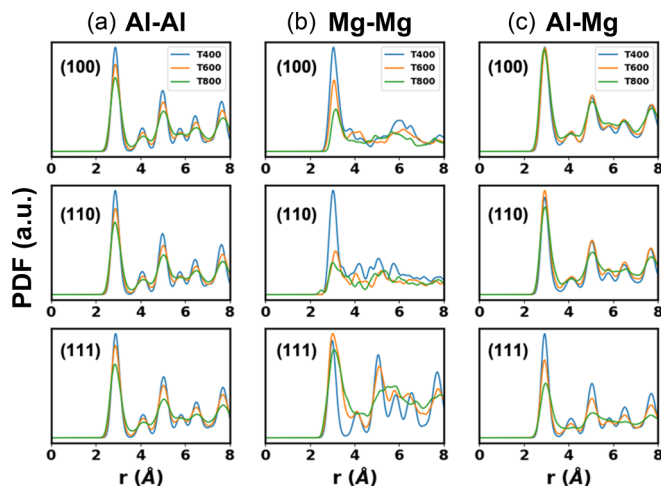 (a) Al-Al
(b) Mg-Mg
(c) Al-Mg
PDF (a.u.)
(100)
T400
T600
T800
0 2 4 6 8
(100)
T400
T600
T800
0 2 4 6 8
(100)
T400
T600
T800
0 2 4 6 8
(110)
0 2 4 6 8
(110)
0 2 4 6 8
(110)
0 2 4 6 8
(111)
0 2 4 6 8
(111)
0 2 4 6 8
(111)
0 2 4 6 8
r (Å)
r (Å)
r (Å)